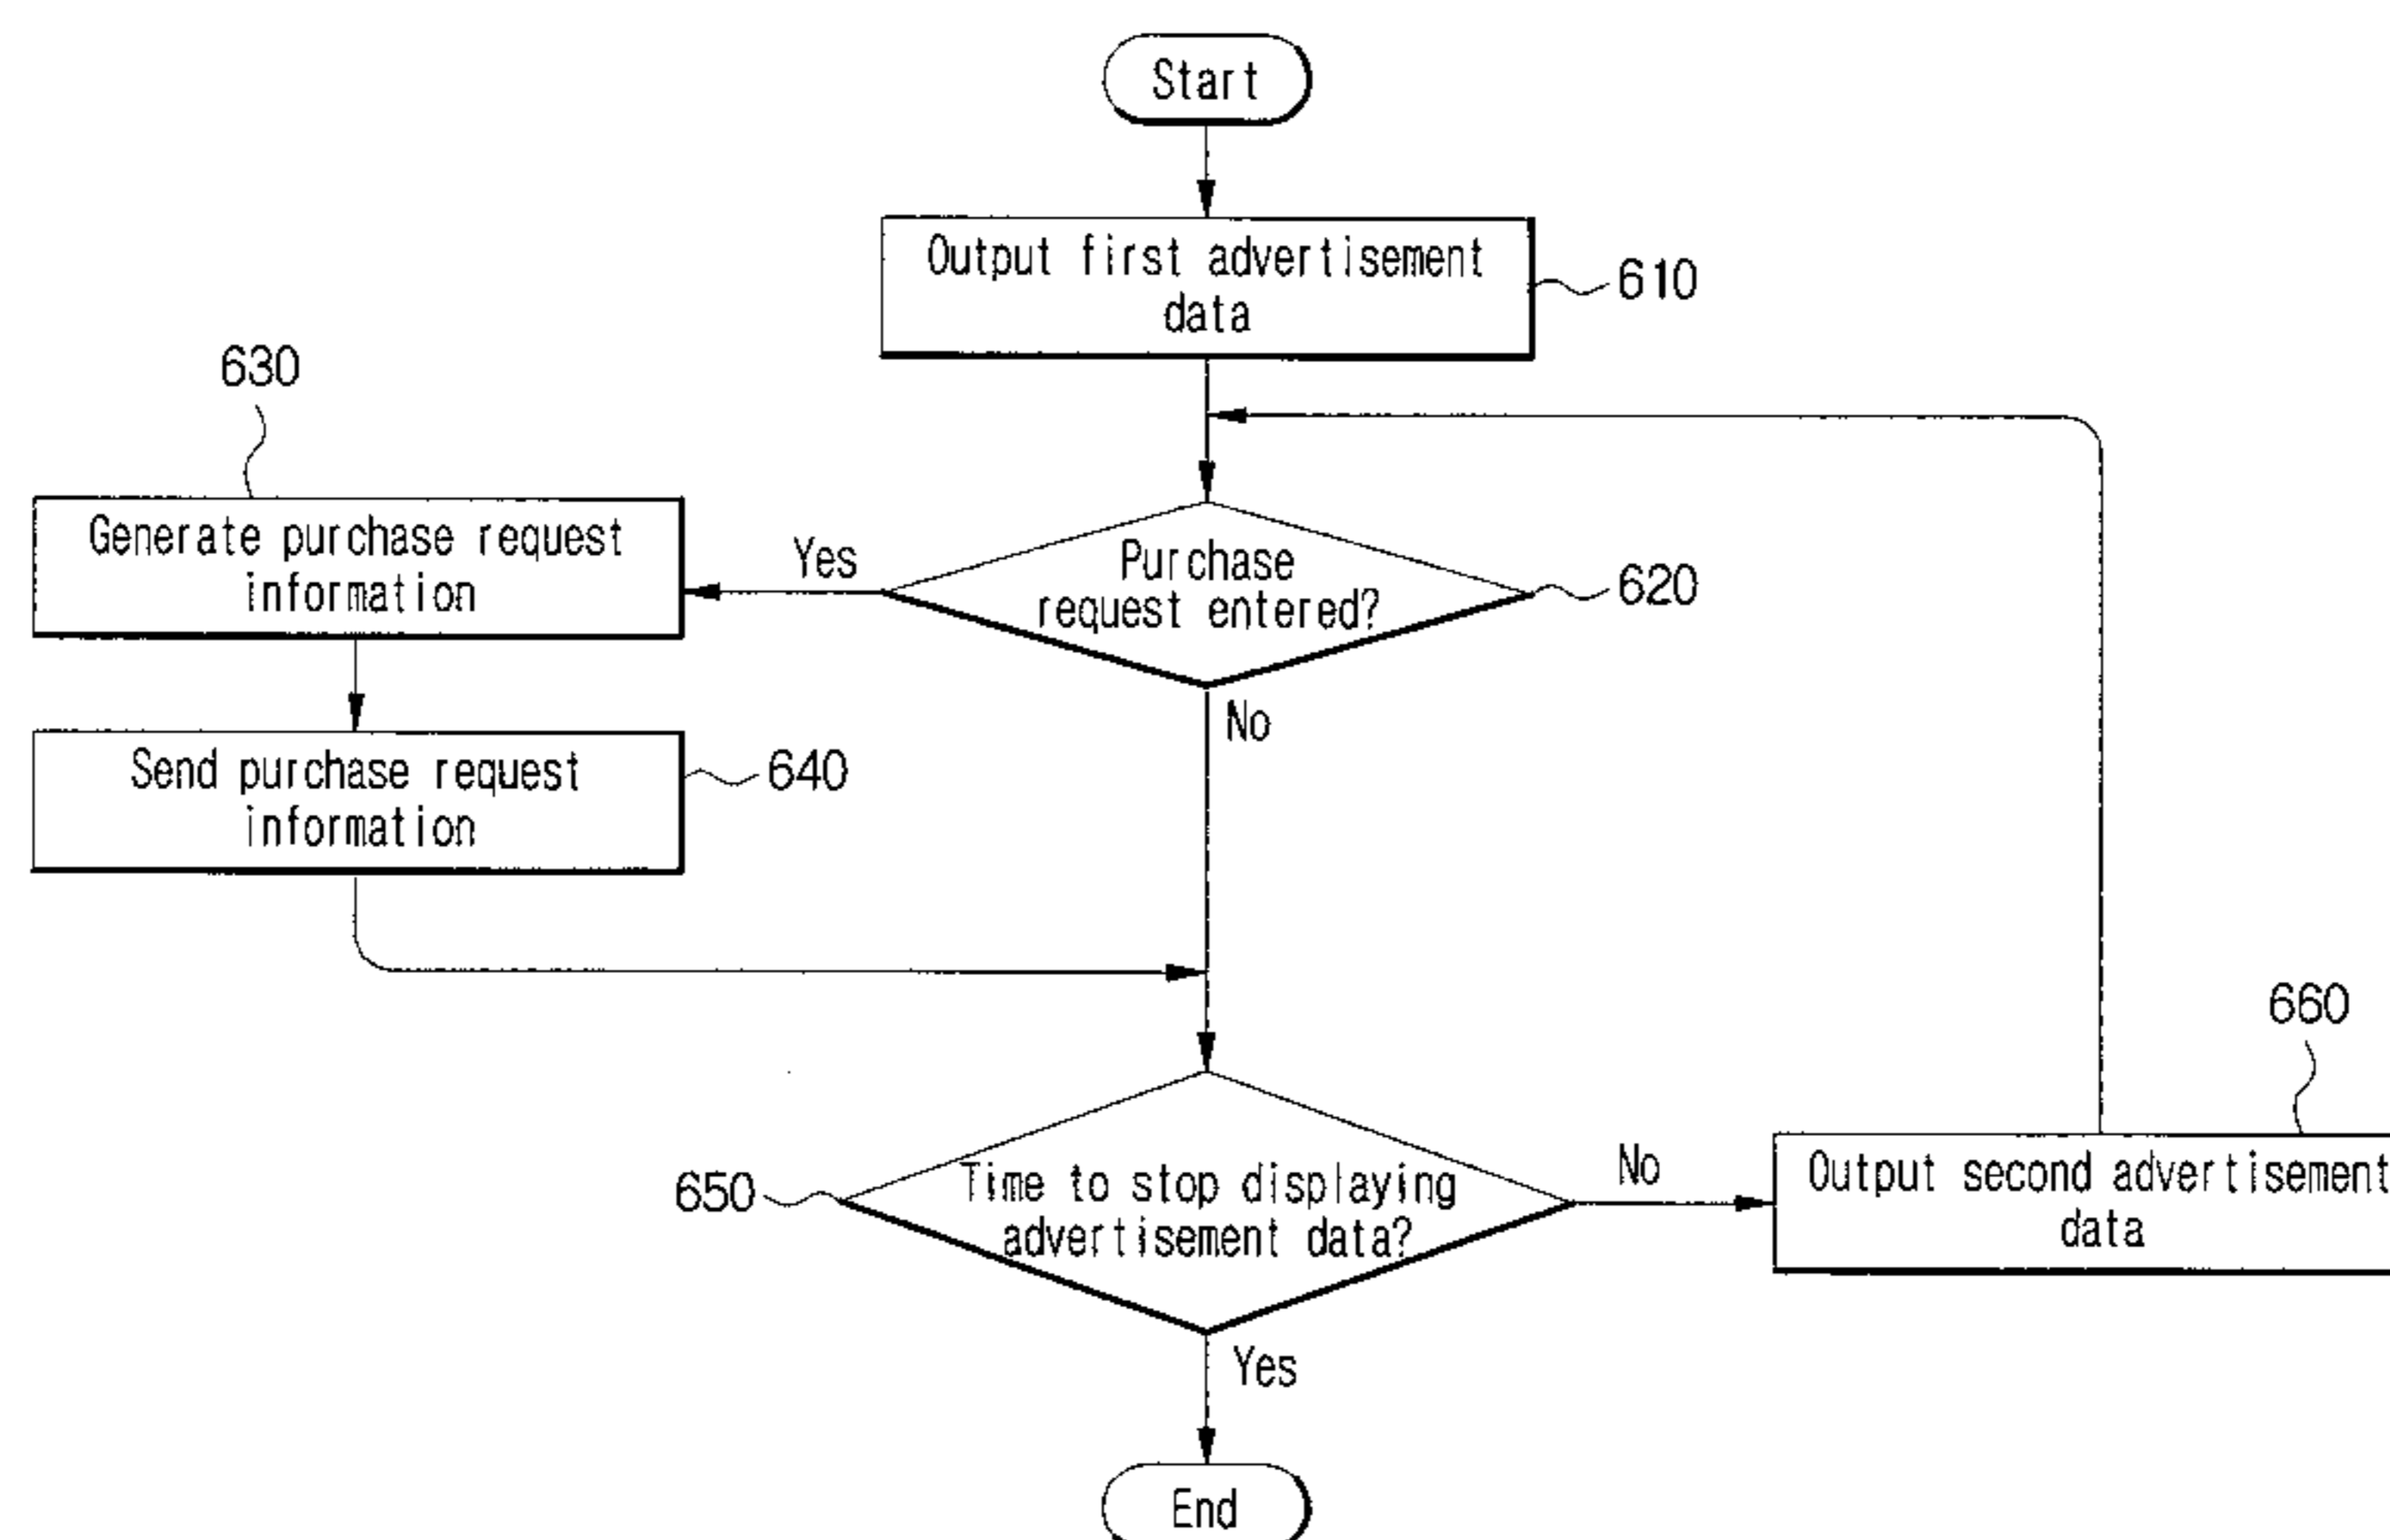 Start
Output first advertisement
data
610
630
Generate purchase request
information
Yes
Purchase
request entered?
620
No
Send purchase request
information
640
660
650
Time to stop displaying
advertisement data?
No
Output second advertisement
data
Yes
End